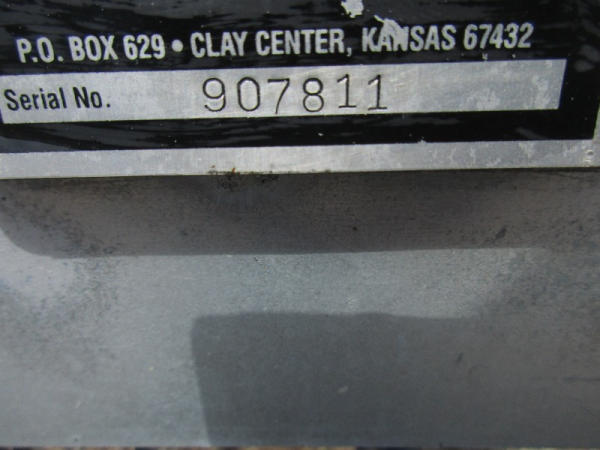 P.O. BOX 629 • CLAY CENTER, KANSAS 67432
Serial No. 907811